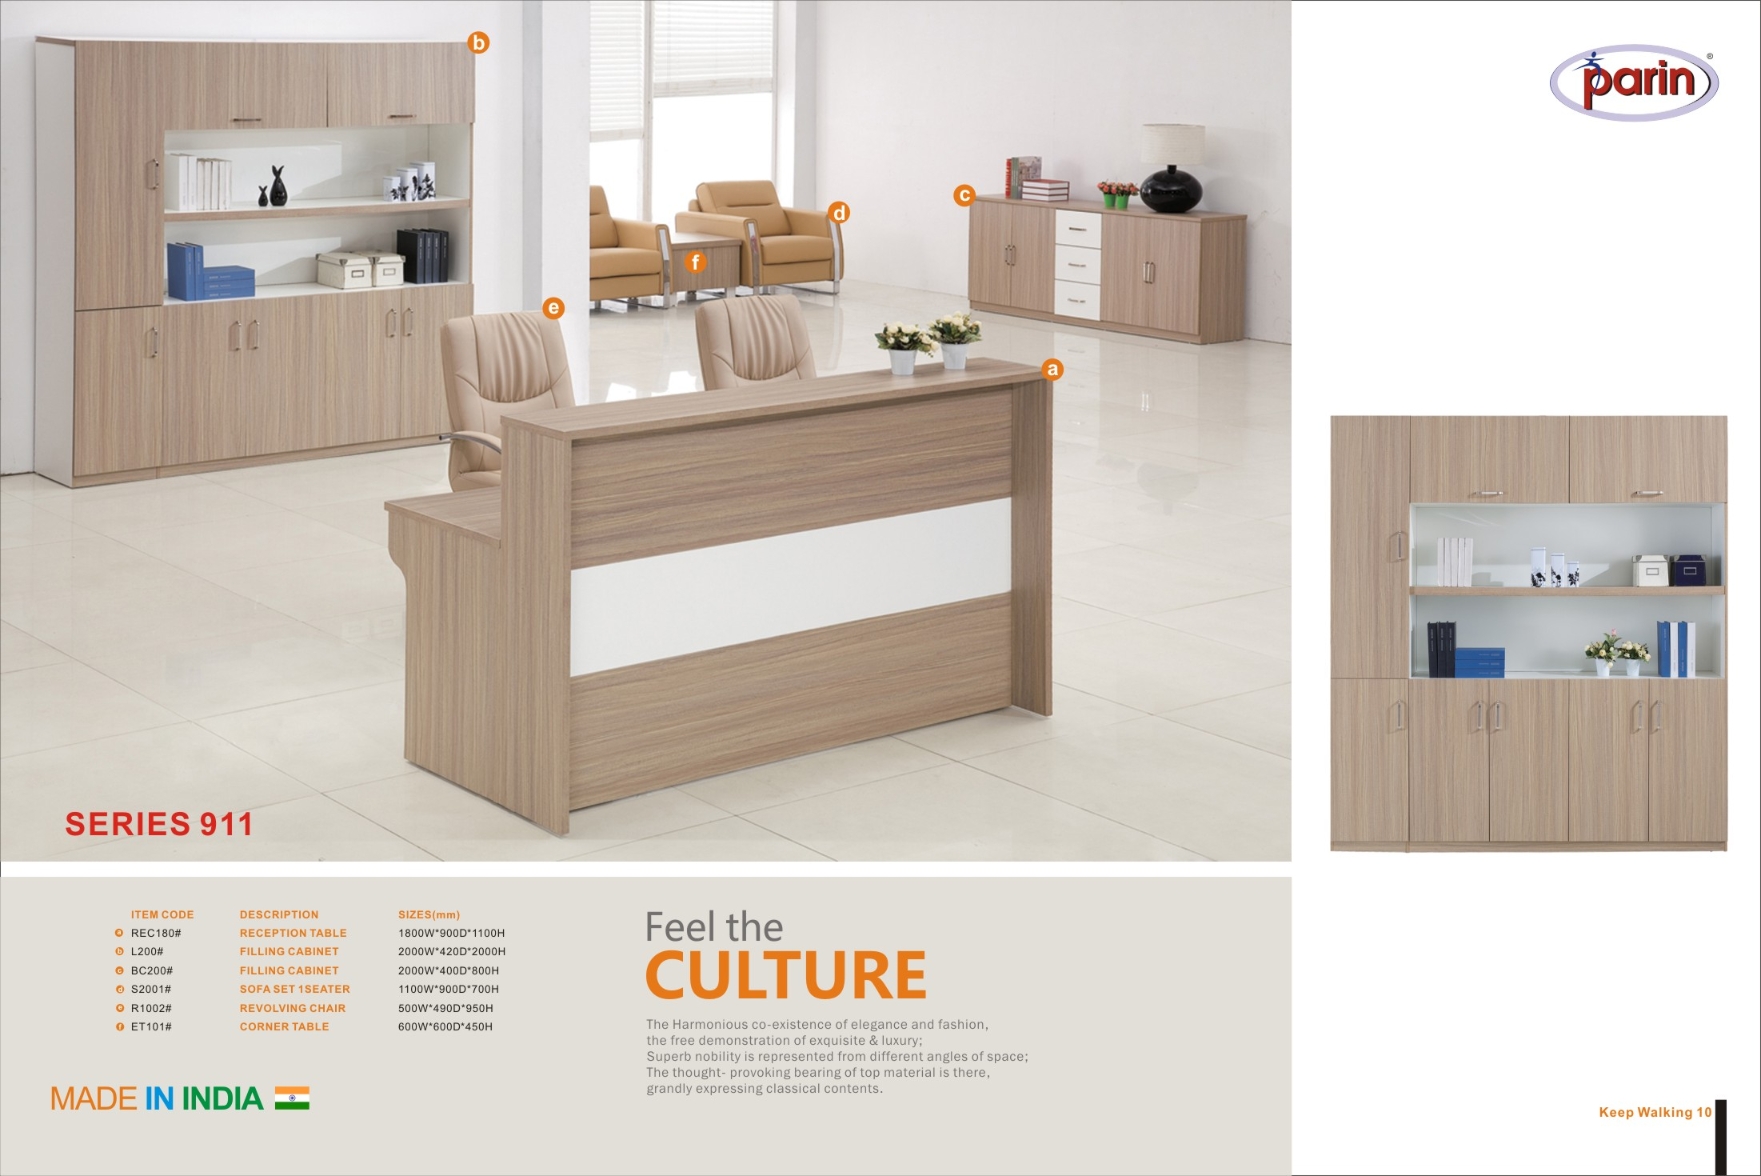 b
parin®
c
d
f
e
a
SERIES 911
ITEM CODE DESCRIPTION SIZES(mm)
a REC180# RECEPTION TABLE 1800W*900D*1100H
b L200# FILLING CABINET 2000W*420D*2000H
c BC200# FILLING CABINET 2000W*400D*800H
d S2001# SOFA SET 1SEATER 1100W*900D*700H
e R1002# REVOLVING CHAIR 500W*490D*950H
f ET101# CORNER TABLE 600W*600D*450H
Feel the
CULTURE
The Harmonious co-existence of elegance and fashion,
the free demonstration of exquisite & luxury;
Superb nobility is represented from different angles of space;
The thought- provoking bearing of top material is there,
grandly expressing classical contents.
MADE IN INDIA
Keep Walking 10